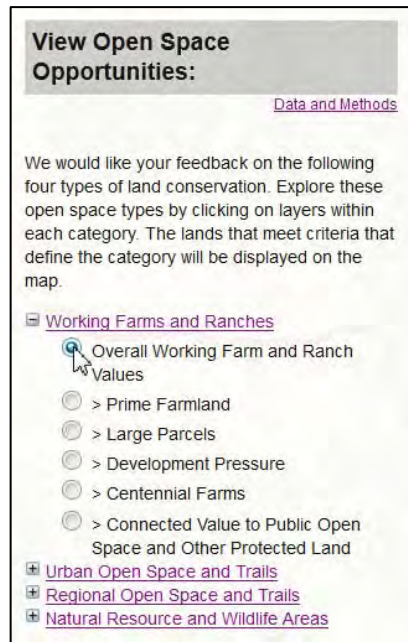 View Open Space
Opportunities:
Data and Methods
We would like your feedback on the following
four types of land conservation. Explore these
open space types by clicking on layers within
each category. The lands that meet criteria that
define the category will be displayed on the
map.
Working Farms and Ranches
Overall Working Farm and Ranch
Values
> Prime Farmland
> Large Parcels
> Development Pressure
> Centennial Farms
> Connected Value to Public Open
Space and Other Protected Land
Urban Open Space and Trails
Regional Open Space and Trails
Natural Resource and Wildlife Areas